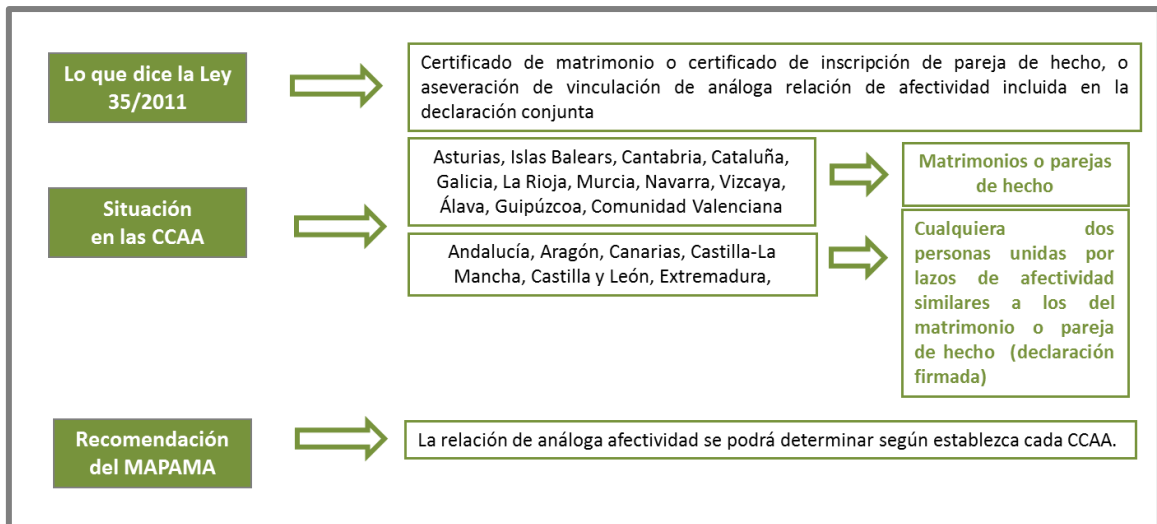 Lo que dice la Ley
35/2011
Certificado de matrimonio o certificado de inscripción de pareja de hecho, o
aseveración de vinculación de análoga relación de afectividad incluida en la
declaración conjunta
Situación
en las CCAA
Asturias, Islas Balears, Cantabria, Cataluña,
Galicia, La Rioja, Murcia, Navarra, Vizcaya,
Álava, Guipúzcoa, Comunidad Valenciana
Matrimonios o parejas
de hecho
Andalucía, Aragón, Canarias, Castilla-La
Mancha, Castilla y León, Extremadura,
Cualquiera dos
personas unidas por
lazos de afectividad
similares a los del
matrimonio o pareja
de hecho (declaración
firmada)
Recomendación
del MAPAMA
La relación de análoga afectividad se podrá determinar según establezca cada CCAA.